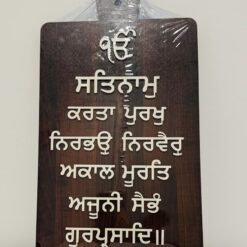 ੴ
ਸਤਿਨਾਮੁ
ਕਰਤਾ ਪੁਰਖੁ
ਨਿਰਭਉ ਨਿਰਵੈਰੁ
ਅਕਾਲ ਮੂਰਤਿ
ਅਜੂਨੀ ਸੈਭੰ
ਗੁਰਪ੍ਰਸਾਦਿ॥